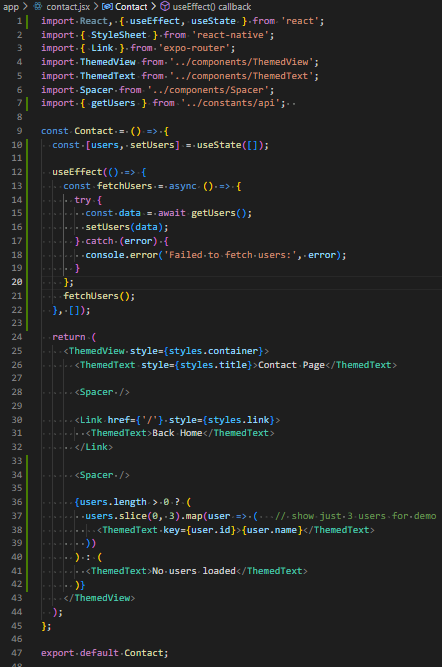 app > contact.jsx > Contact > useEffect() callback
1 import React, { useEffect, useState } from 'react';
2 import { StyleSheet } from 'react-native';
3 import { Link } from 'expo-router';
4 import ThemedView from '../components/ThemedView';
5 import ThemedText from '../components/ThemedText';
6 import Spacer from '../components/Spacer';
7 import { getUsers } from '../constants/api';
8
9 const Contact = () => {
10   const [users, setUsers] = useState([]);
11
12   useEffect(() => {
13     const fetchUsers = async () => {
14       try {
15         const data = await getUsers();
16         setUsers(data);
17       } catch (error) {
18         console.error('Failed to fetch users:', error);
19       }
20     };
21     fetchUsers();
22   }, []);
23
24   return (
25     <ThemedView style={styles.container}>
26       <ThemedText style={styles.title}>Contact Page</ThemedText>
27
28       <Spacer />
29
30       <Link href={'/'} style={styles.link}>
31         <ThemedText>Back Home</ThemedText>
32       </Link>
33
34       <Spacer />
35
36       {users.length > 0 ? (
37         users.slice(0, 3).map(user => (   // show just 3 users for demo
38           <ThemedText key={user.id}>{user.name}</ThemedText>
39         ))
40       ) : (
41         <ThemedText>No users loaded</ThemedText>
42       )}
43     </ThemedView>
44   );
45 };
46
47 export default Contact;
48